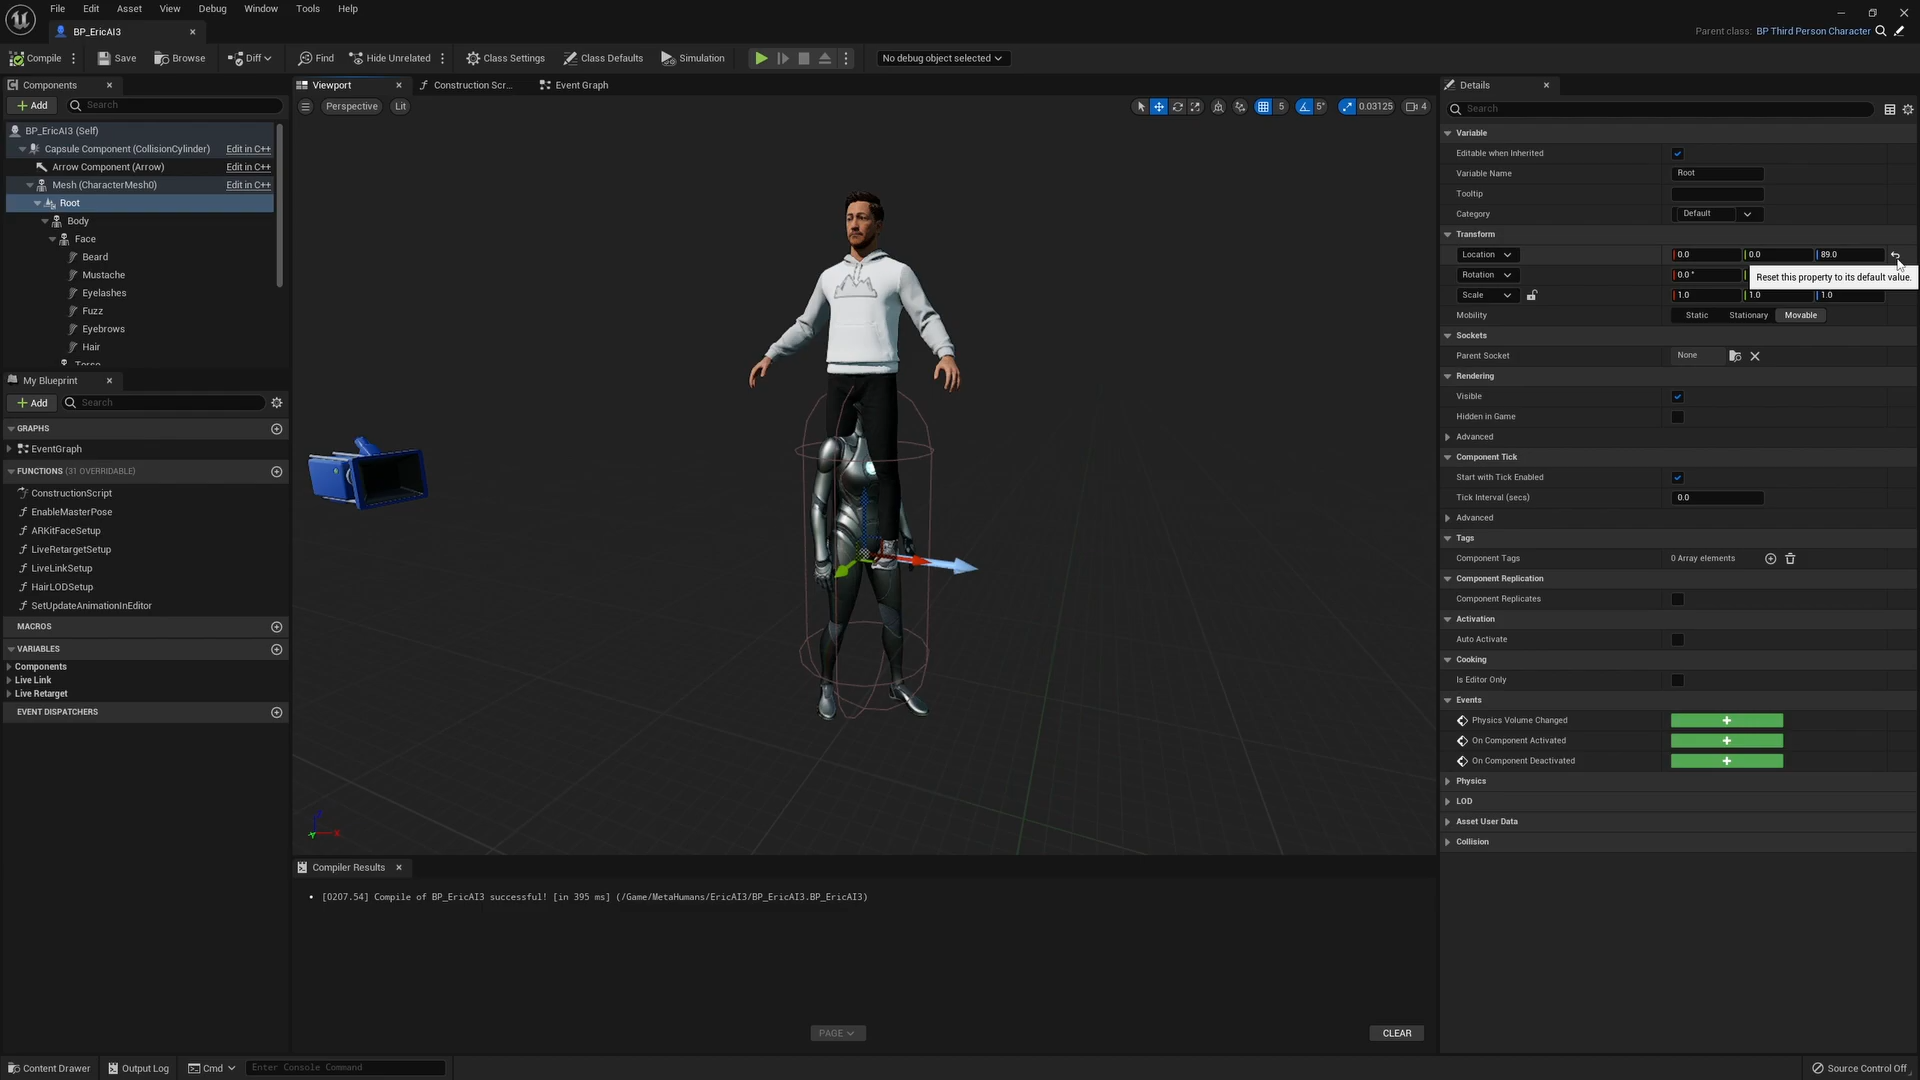 File Edit Asset View Debug Window Tools Help
BP_EricAI3
Parent class: BP Third Person Character
Compile Save Browse Diff Find Hide Unrelated Class Settings Class Defaults Simulation No debug object selected
Components
Add Search
BP_EricAI3 (Self)
Capsule Component (CollisionCylinder) Edit in C++
Arrow Component (Arrow) Edit in C++
Mesh (CharacterMesh0) Edit in C++
Root
Body
Face
Beard
Mustache
Eyelashes
Fuzz
Eyebrows
Hair
My Blueprint
Add Search
GRAPHS
EventGraph
FUNCTIONS (31 OVERRIDABLE)
ConstructionScript
EnableMasterPose
ARKitFaceSetup
LiveRetargetSetup
LiveLinkSetup
HairLODSetup
SetUpdateAnimationInEditor
MACROS
VARIABLES
Components
Live Link
Live Retarget
EVENT DISPATCHERS
Viewport Construction Scr... Event Graph
Perspective Lit 5 5° 0.03125 4
X
Compiler Results
[0207.54] Compile of BP_EricAI3 successful! [in 395 ms] (/Game/MetaHumans/EricAI3/BP_EricAI3.BP_EricAI3)
PAGE CLEAR
Details
Search
Variable
Editable when Inherited
Variable Name Root
Tooltip
Category Default
Transform
Location 0.0 0.0 89.0
Rotation 0.0 °
Reset this property to its default value.
Scale 1.0 1.0 1.0
Mobility Static Stationary Movable
Sockets
Parent Socket None
Rendering
Visible
Hidden in Game
Advanced
Component Tick
Start with Tick Enabled
Tick Interval (secs) 0.0
Advanced
Tags
Component Tags 0 Array elements
Component Replication
Component Replicates
Activation
Auto Activate
Cooking
Is Editor Only
Events
Physics Volume Changed
On Component Activated
On Component Deactivated
Physics
LOD
Asset User Data
Collision
Content Drawer Output Log Cmd Enter Console Command Source Control Off